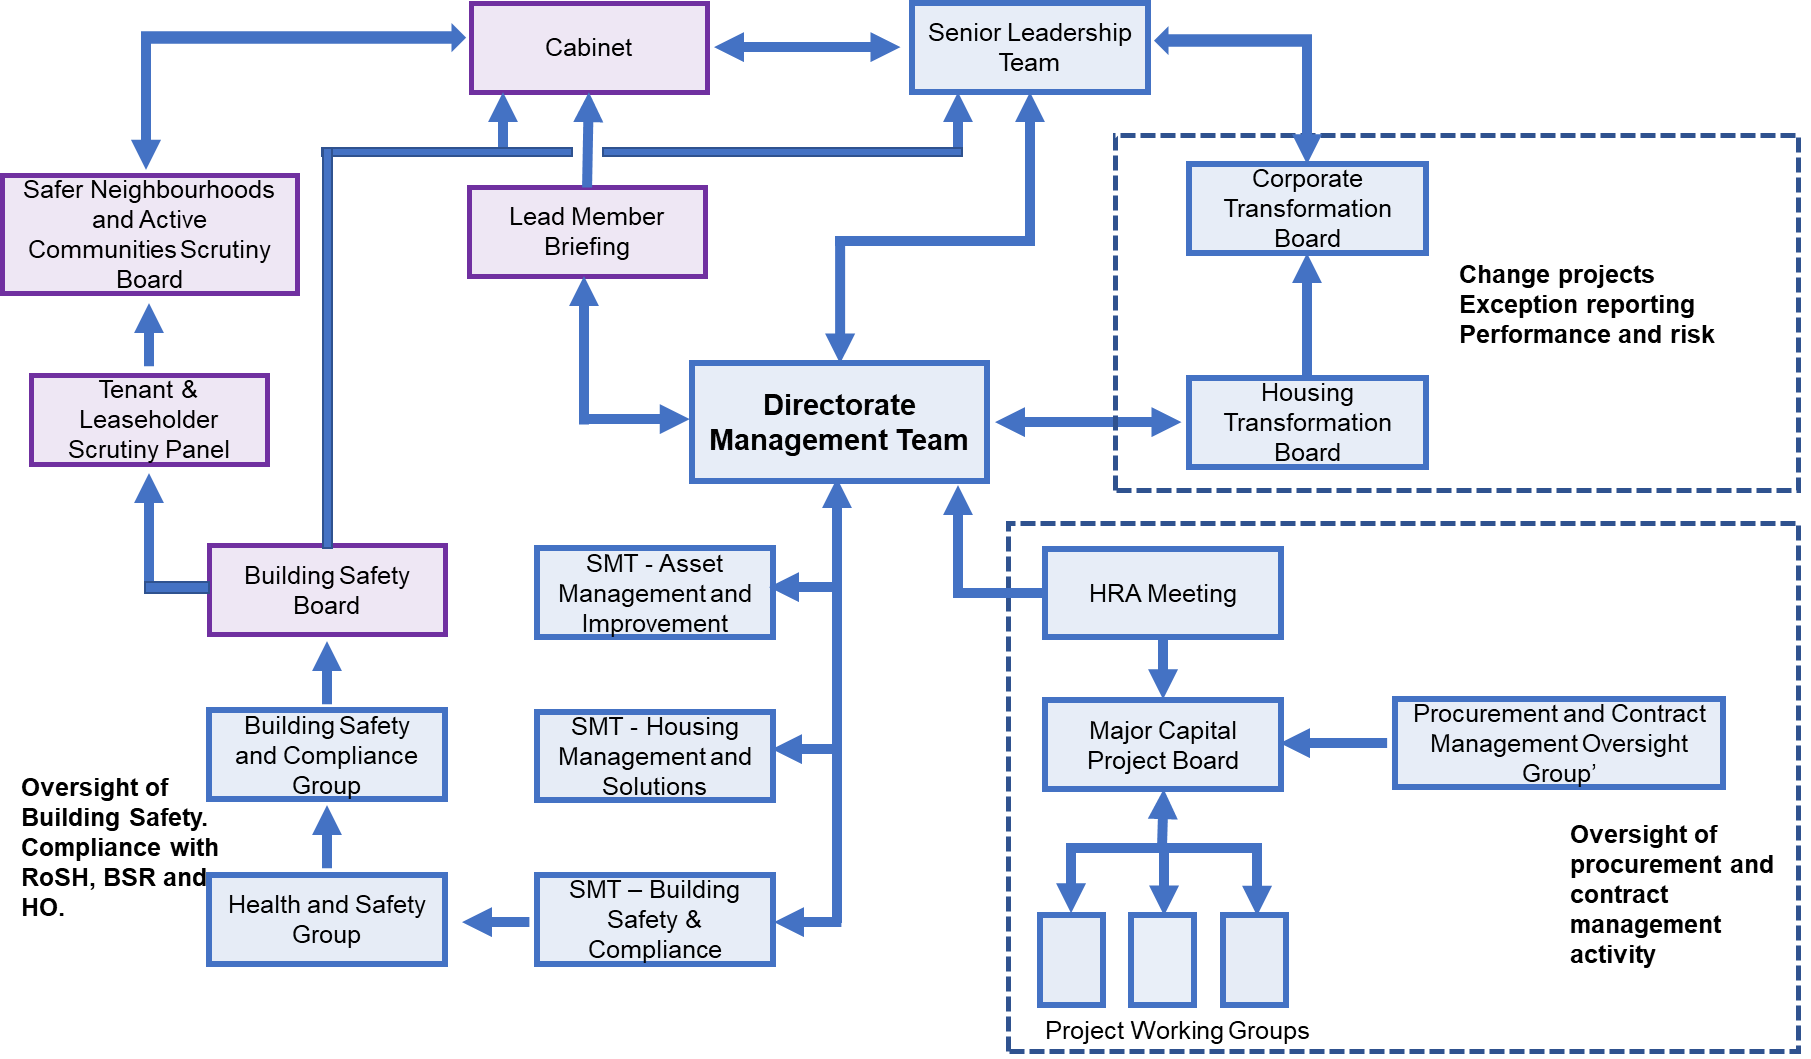 Cabinet
Senior Leadership
Team
Safer Neighbourhoods
and Active
Communities Scrutiny
Board
Lead Member
Briefing
Corporate
Transformation
Board
Change projects
Exception reporting
Performance and risk
Tenant &
Leaseholder
Scrutiny Panel
Directorate
Management Team
Housing
Transformation
Board
Building Safety
Board
SMT - Asset
Management and
Improvement
HRA Meeting
Building Safety
and Compliance
Group
SMT - Housing
Management and
Solutions
Major Capital
Project Board
Procurement and Contract
Management Oversight
Group’
Oversight of
Building Safety.
Compliance with
RoSH, BSR and
HO.
Health and Safety
Group
SMT – Building
Safety &
Compliance
Oversight of
procurement and
contract
management
activity
Project Working Groups